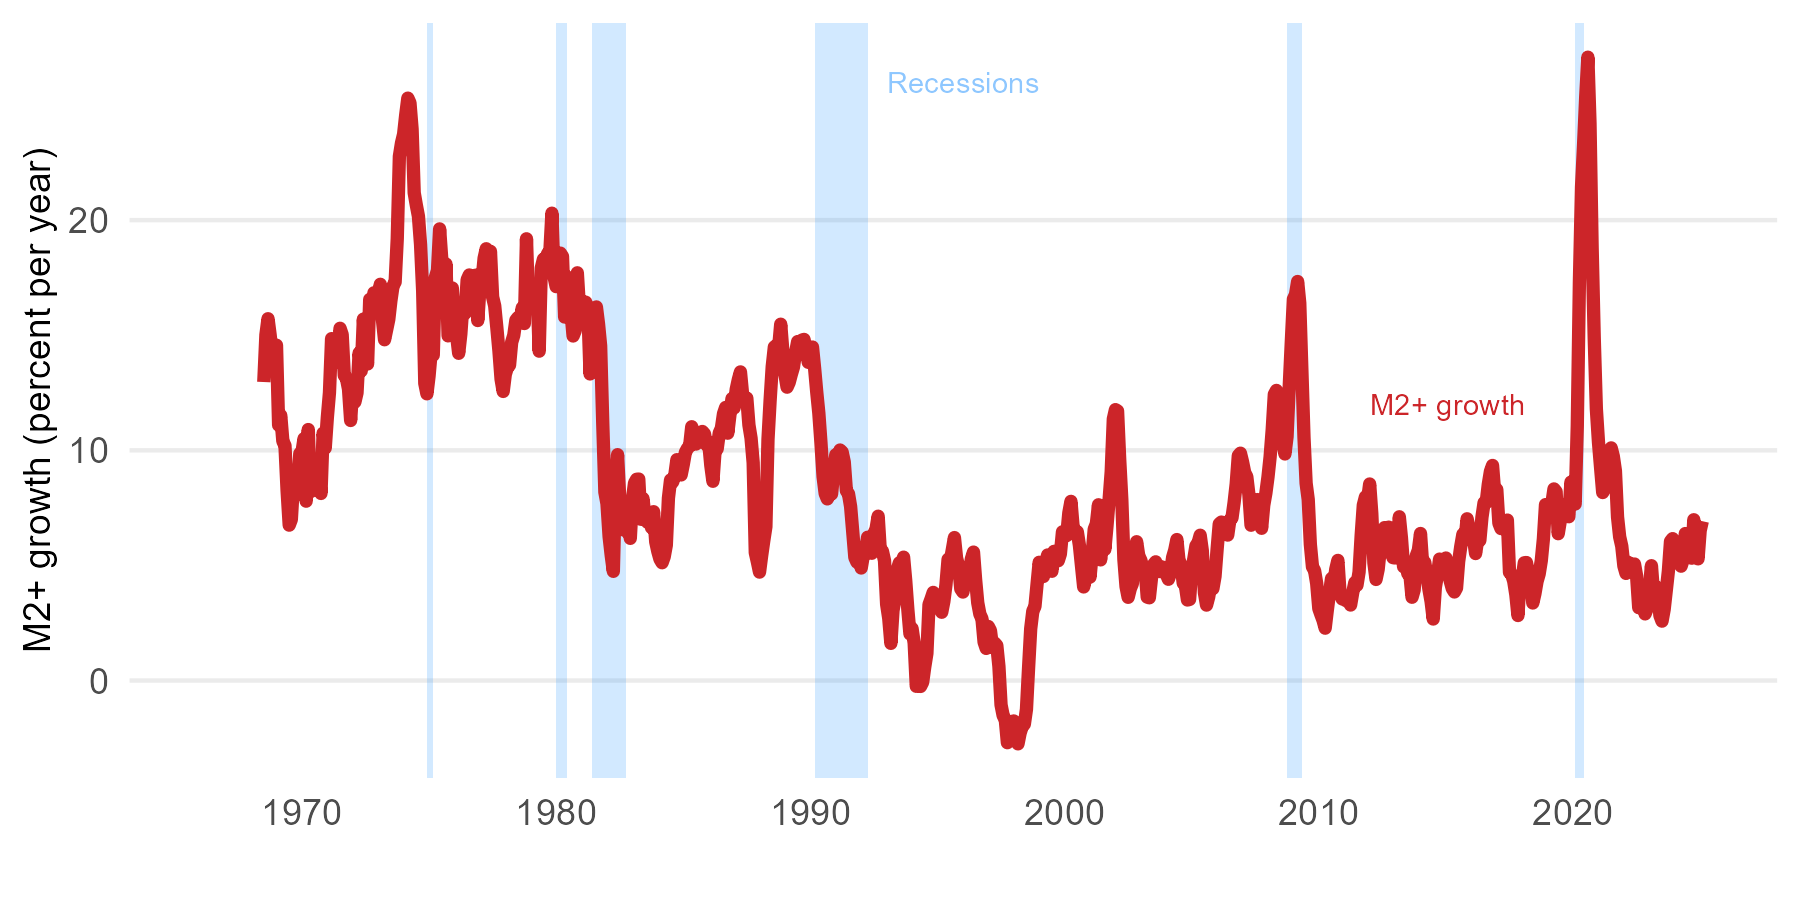 M2+ growth (percent per year)
20
10
0
Recessions
M2+ growth
1970 1980 1990 2000 2010 2020